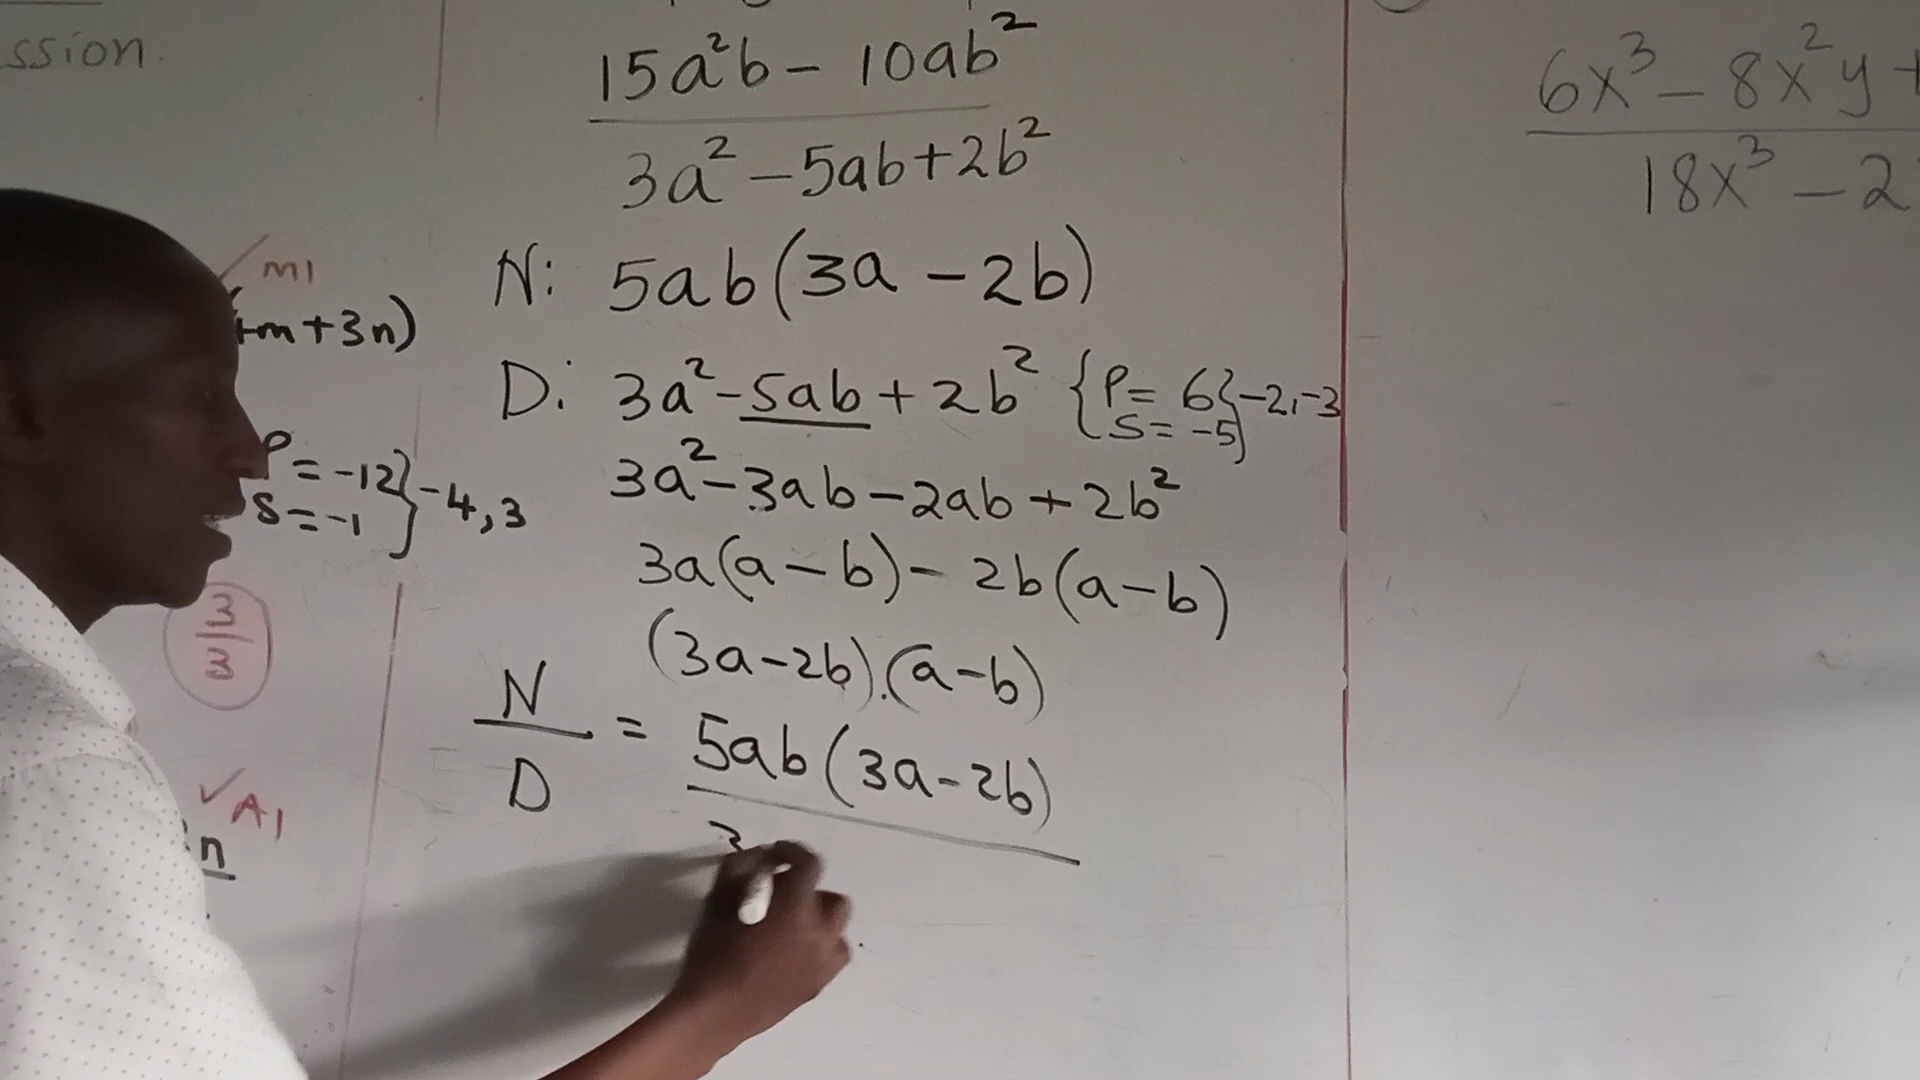 ssion.
M1
+m+3n)
P=-12
S=-1
}-4,3
3/3
✓A1
n
15a²b - 10ab²
3a² - 5ab + 2b²
N: 5ab(3a - 2b)
D: 3a² - 5ab + 2b² {P= 6}-2,-3
S= -5
3a² - 3ab - 2ab + 2b²
3a(a - b) - 2b(a - b)
(3a - 2b).(a - b)
N/D = 5ab(3a - 2b)
6x³ - 8x²y +
18x³ - 2